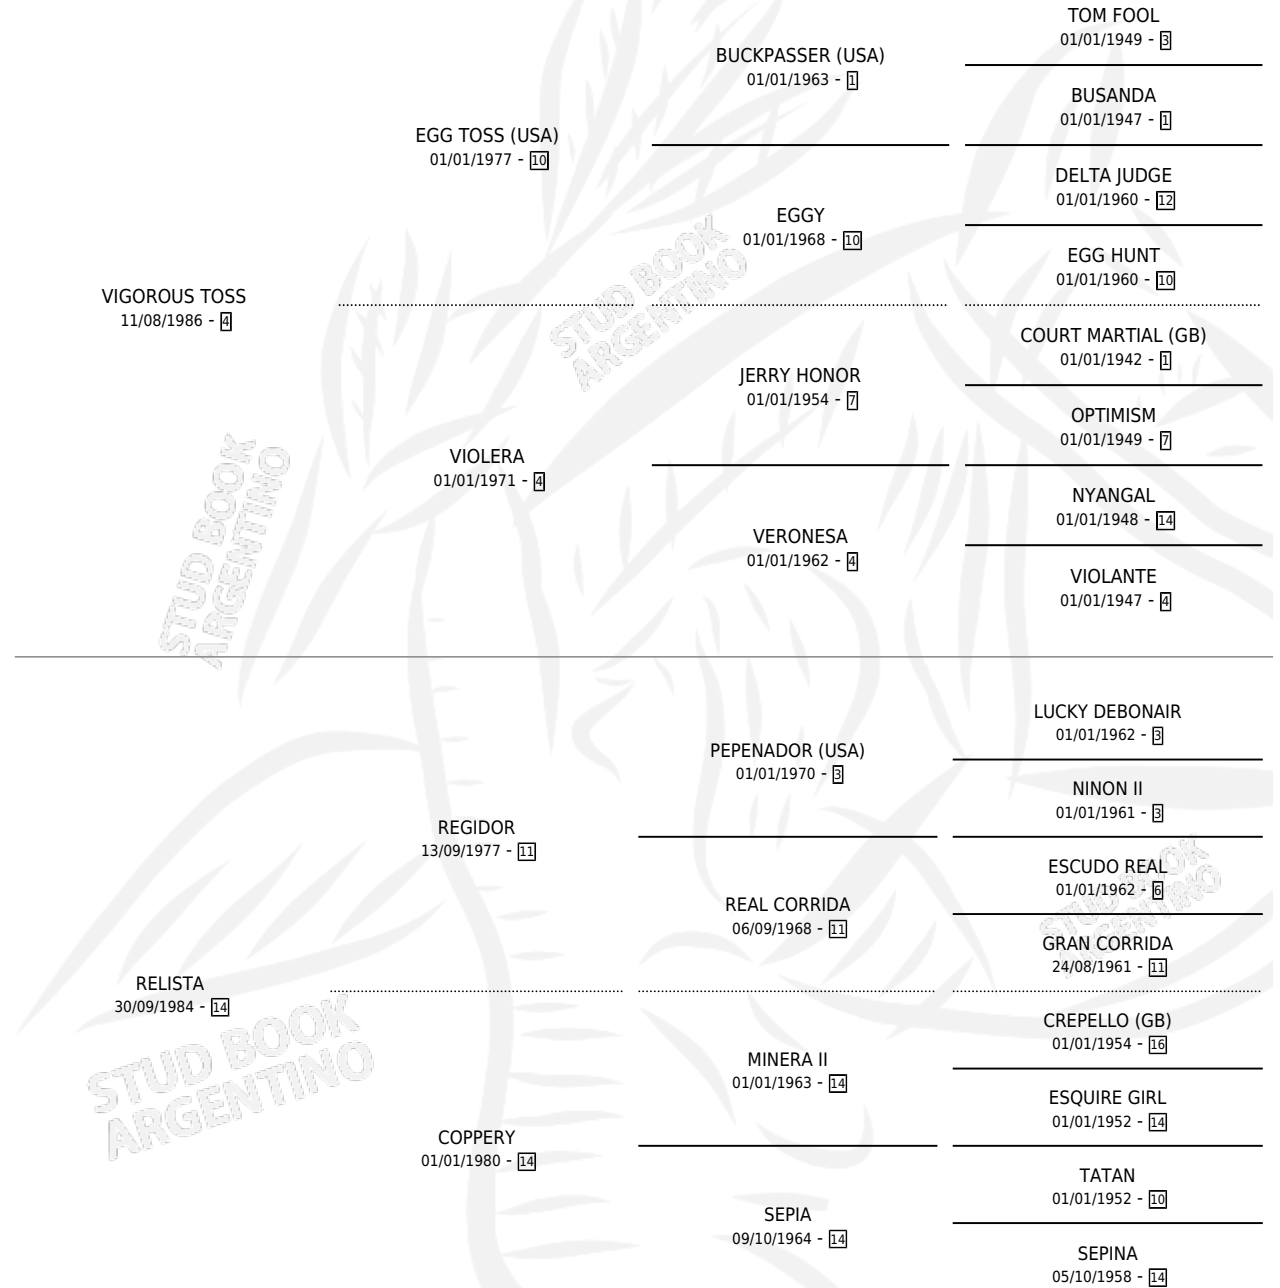 TOM FOOL
01/01/1949 - 3
BUCKPASSER (USA)
01/01/1963 - 1
BUSANDA
01/01/1947 - 1
EGG TOSS (USA)
01/01/1977 - 10
DELTA JUDGE
01/01/1960 - 12
EGGY
01/01/1968 - 10
EGG HUNT
01/01/1960 - 10
VIGOROUS TOSS
11/08/1986 - 4
STUD BOOK
ARGENTINO
COURT MARTIAL (GB)
01/01/1942 - 1
JERRY HONOR
01/01/1954 - 7
OPTIMISM
01/01/1949 - 7
VIOLERA
01/01/1971 - 4
NYANGAL
01/01/1948 - 14
VERONESA
01/01/1962 - 4
VIOLANTE
01/01/1947 - 4
STUD BOOK
ARGENTINO
LUCKY DEBONAIR
01/01/1962 - 3
PEPENADOR (USA)
01/01/1970 - 3
NINON II
01/01/1961 - 3
REGIDOR
13/09/1977 - 11
ESCUDO REAL
01/01/1962 - 6
REAL CORRIDA
06/09/1968 - 11
GRAN CORRIDA
24/08/1961 - 11
STUD BOOK
ARGENTINO
RELISTA
30/09/1984 - 14
CREPELLO (GB)
01/01/1954 - 16
MINERA II
01/01/1963 - 14
ESQUIRE GIRL
01/01/1952 - 14
STUD BOOK
ARGENTINO
COPPERY
01/01/1980 - 14
TATAN
01/01/1952 - 10
SEPIA
09/10/1964 - 14
SEPINA
05/10/1958 - 14